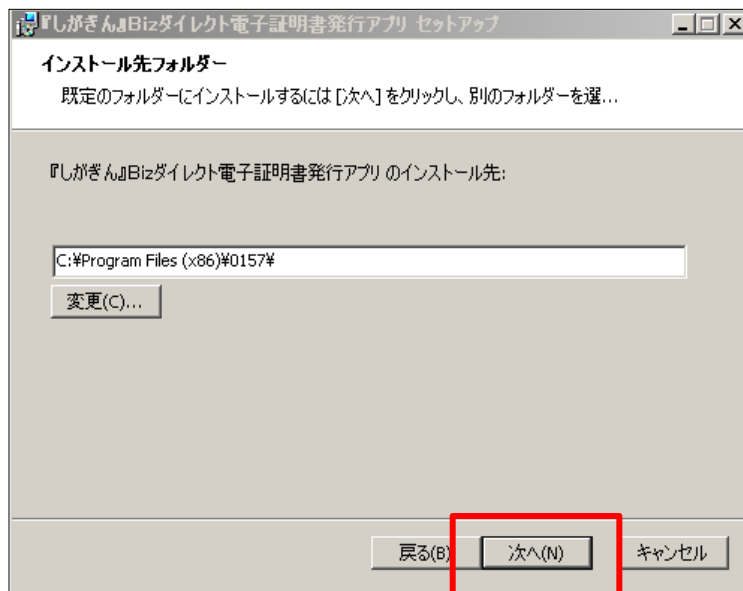 『しがぎん』Bizダイレクト電子証明書発行アプリ セットアップ
インストール先フォルダー
既定のフォルダーにインストールするには [次へ] をクリックし、別のフォルダーを選...
『しがぎん』Bizダイレクト電子証明書発行アプリ のインストール先:
C:¥Program Files (x86)¥0157¥
変更(C)...
戻る(B) 次へ(N) キャンセル